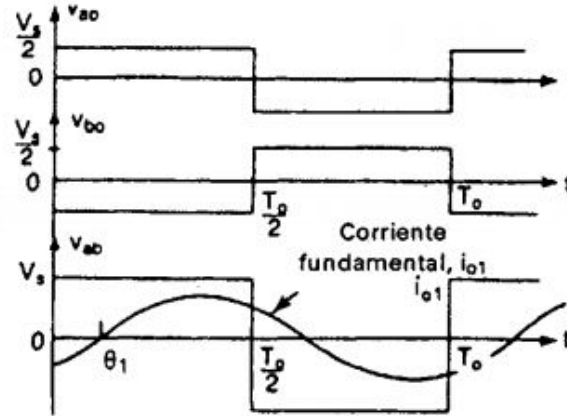 v_ao
V_s/2
0
v_bo
V_s/2
0
T_o/2
T_o
t
v_ab
Corriente
fundamental, i_o1
i_o1
V_s
0
θ_1
T_o/2
T_o
t